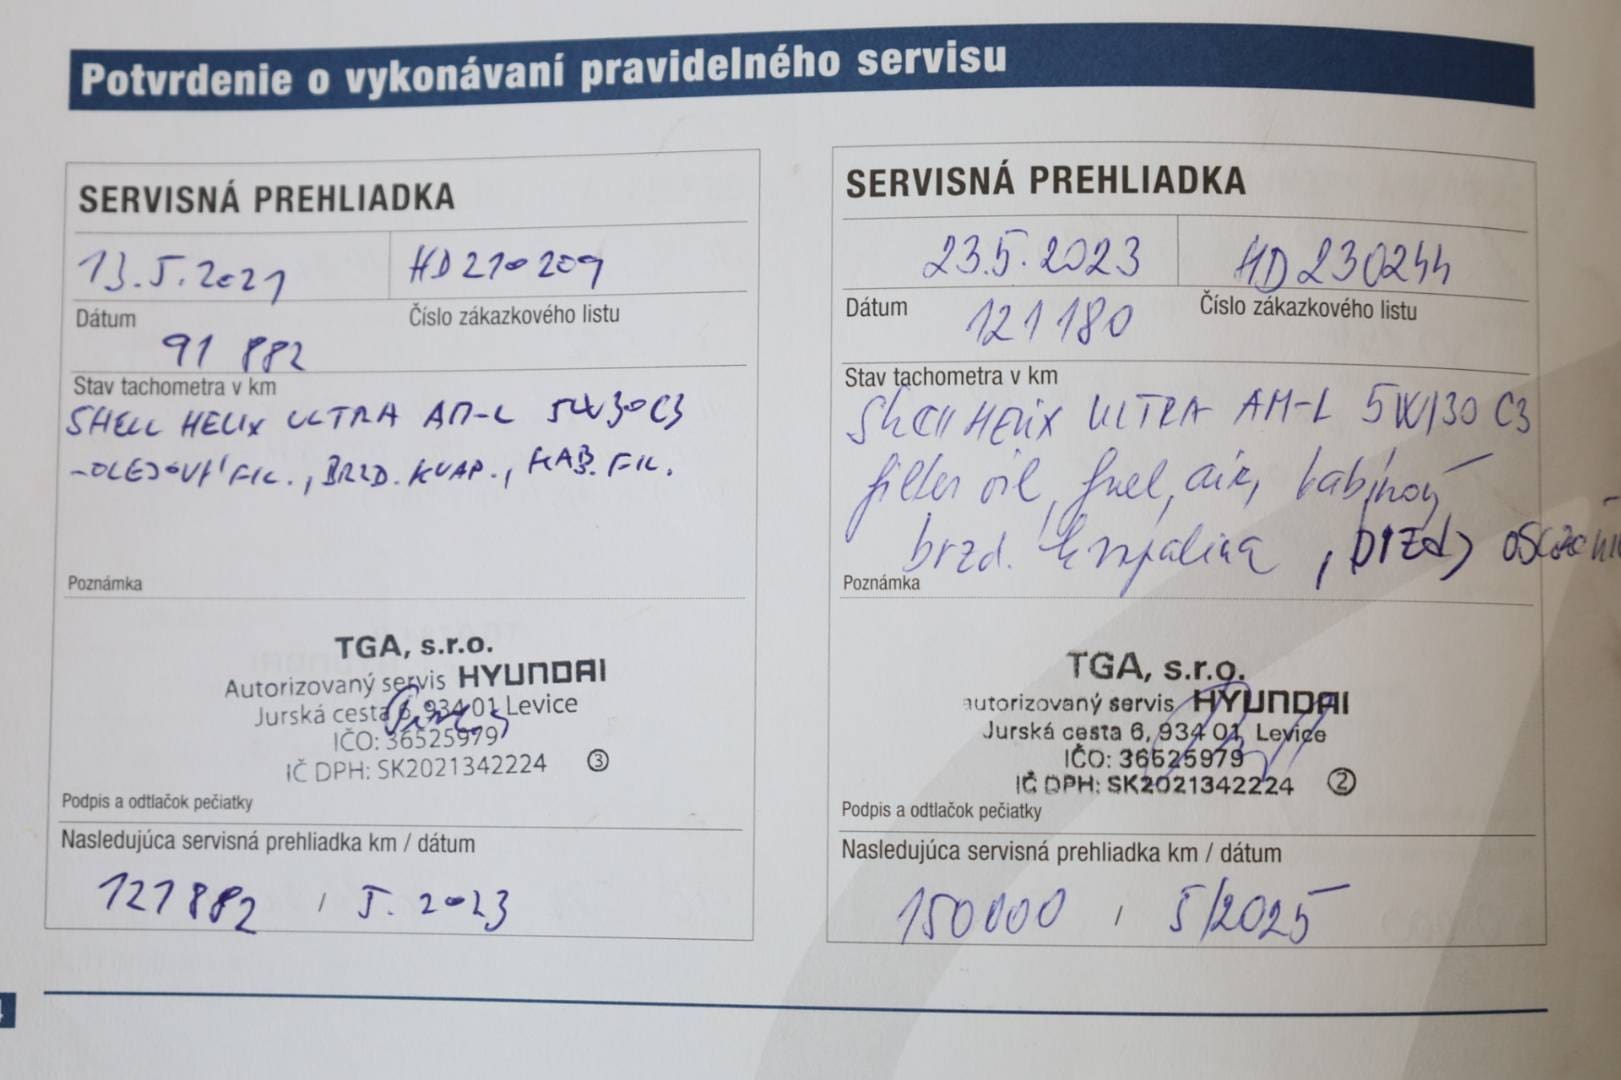 Potvrdenie o vykonávaní pravidelného servisu
SERVISNÁ PREHLIADKA
13.5.2021 HD210209
Dátum Číslo zákazkového listu
91 882
Stav tachometra v km
SHELL HELIX ULTRA AM-L 5W30 C3
-OLEJOVÝ FIL., BRZD. KVAP., KAB. FIL.
Poznámka
TGA, s.r.o.
Autorizovaný servis HYUNDAI
Jurská cesta 6, 934 01 Levice
IČO: 36525979
IČ DPH: SK2021342224 3
Podpis a odtlačok pečiatky
Nasledujúca servisná prehliadka km / dátum
121882 / 5. 2023
SERVISNÁ PREHLIADKA
23.5.2023 HD230244
Dátum Číslo zákazkového listu
121180
Stav tachometra v km
Shell HELIX ULTRA AM-L 5W/30 C3
filter oil, fuel, air, kabínový
brzd. kvapalina, brzdy
Poznámka
TGA, s.r.o.
autorizovaný servis HYUNDAI
Jurská cesta 6, 934 01 Levice
IČO: 36525979
IČ DPH: SK2021342224 2
Podpis a odtlačok pečiatky
Nasledujúca servisná prehliadka km / dátum
150000 / 5/2025